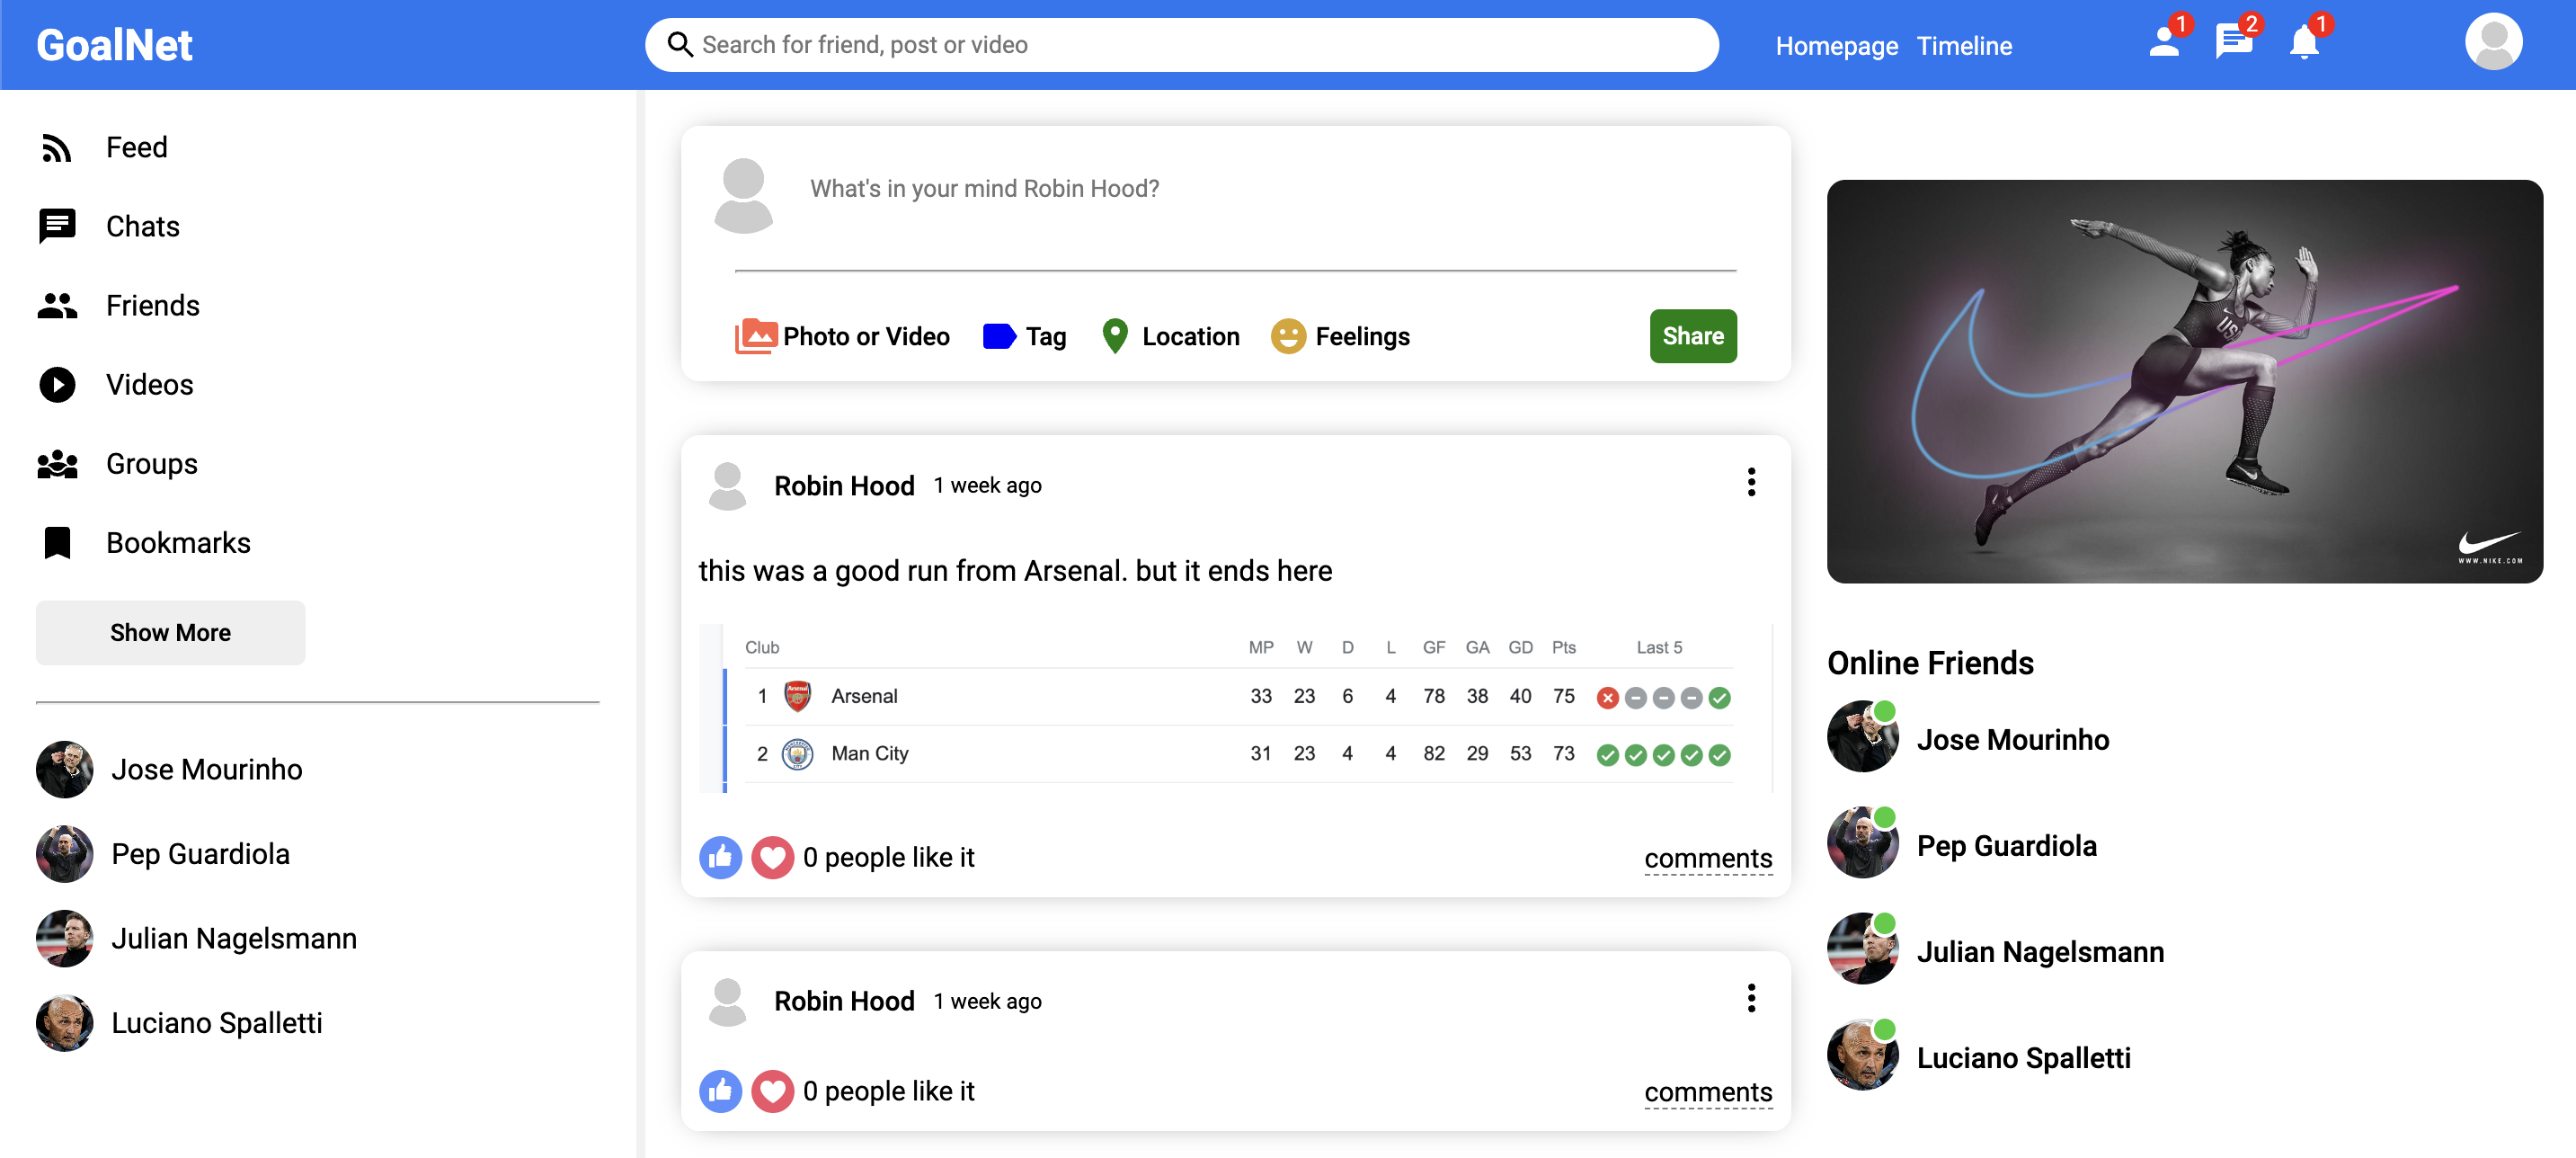 GoalNet
Search for friend, post or video
Homepage Timeline
1
2
1
Feed
Chats
Friends
Videos
Groups
Bookmarks
Show More
Jose Mourinho
Pep Guardiola
Julian Nagelsmann
Luciano Spalletti
What's in your mind Robin Hood?
Photo or Video Tag Location Feelings Share
Robin Hood 1 week ago
this was a good run from Arsenal. but it ends here
Club MP W D L GF GA GD Pts Last 5
1 Arsenal 33 23 6 4 78 38 40 75
2 Man City 31 23 4 4 82 29 53 73
0 people like it comments
Robin Hood 1 week ago
0 people like it comments
USA
WWW.NIKE.COM
Online Friends
Jose Mourinho
Pep Guardiola
Julian Nagelsmann
Luciano Spalletti